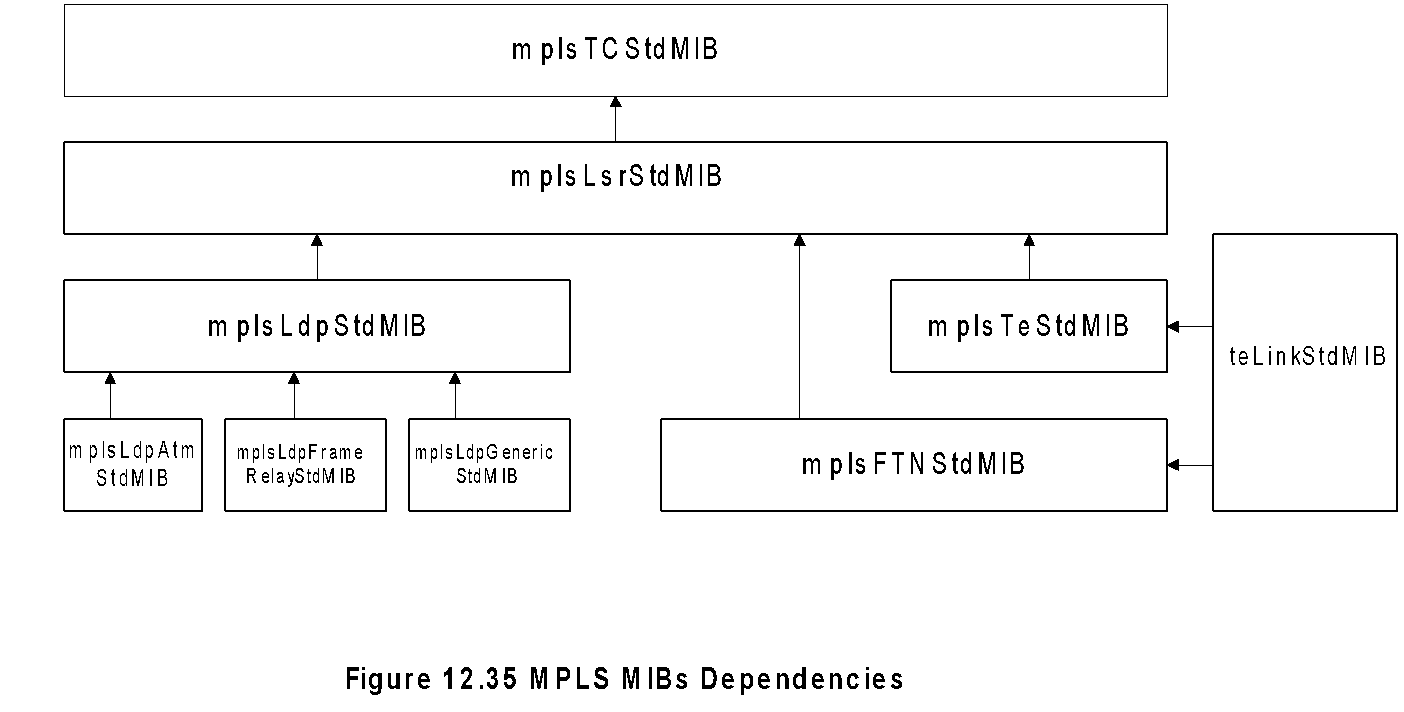 mplsTCStdMIB
mplsLsrStdMIB
mplsLdpStdMIB
mplsTeStdMIB
teLinkStdMIB
mplsLdpAtm
StdMIB
mplsLdpFrame
RelayStdMIB
mplsLdpGeneric
StdMIB
mplsFTNStdMIB
Figure 12.35 MPLS MIBs Dependencies